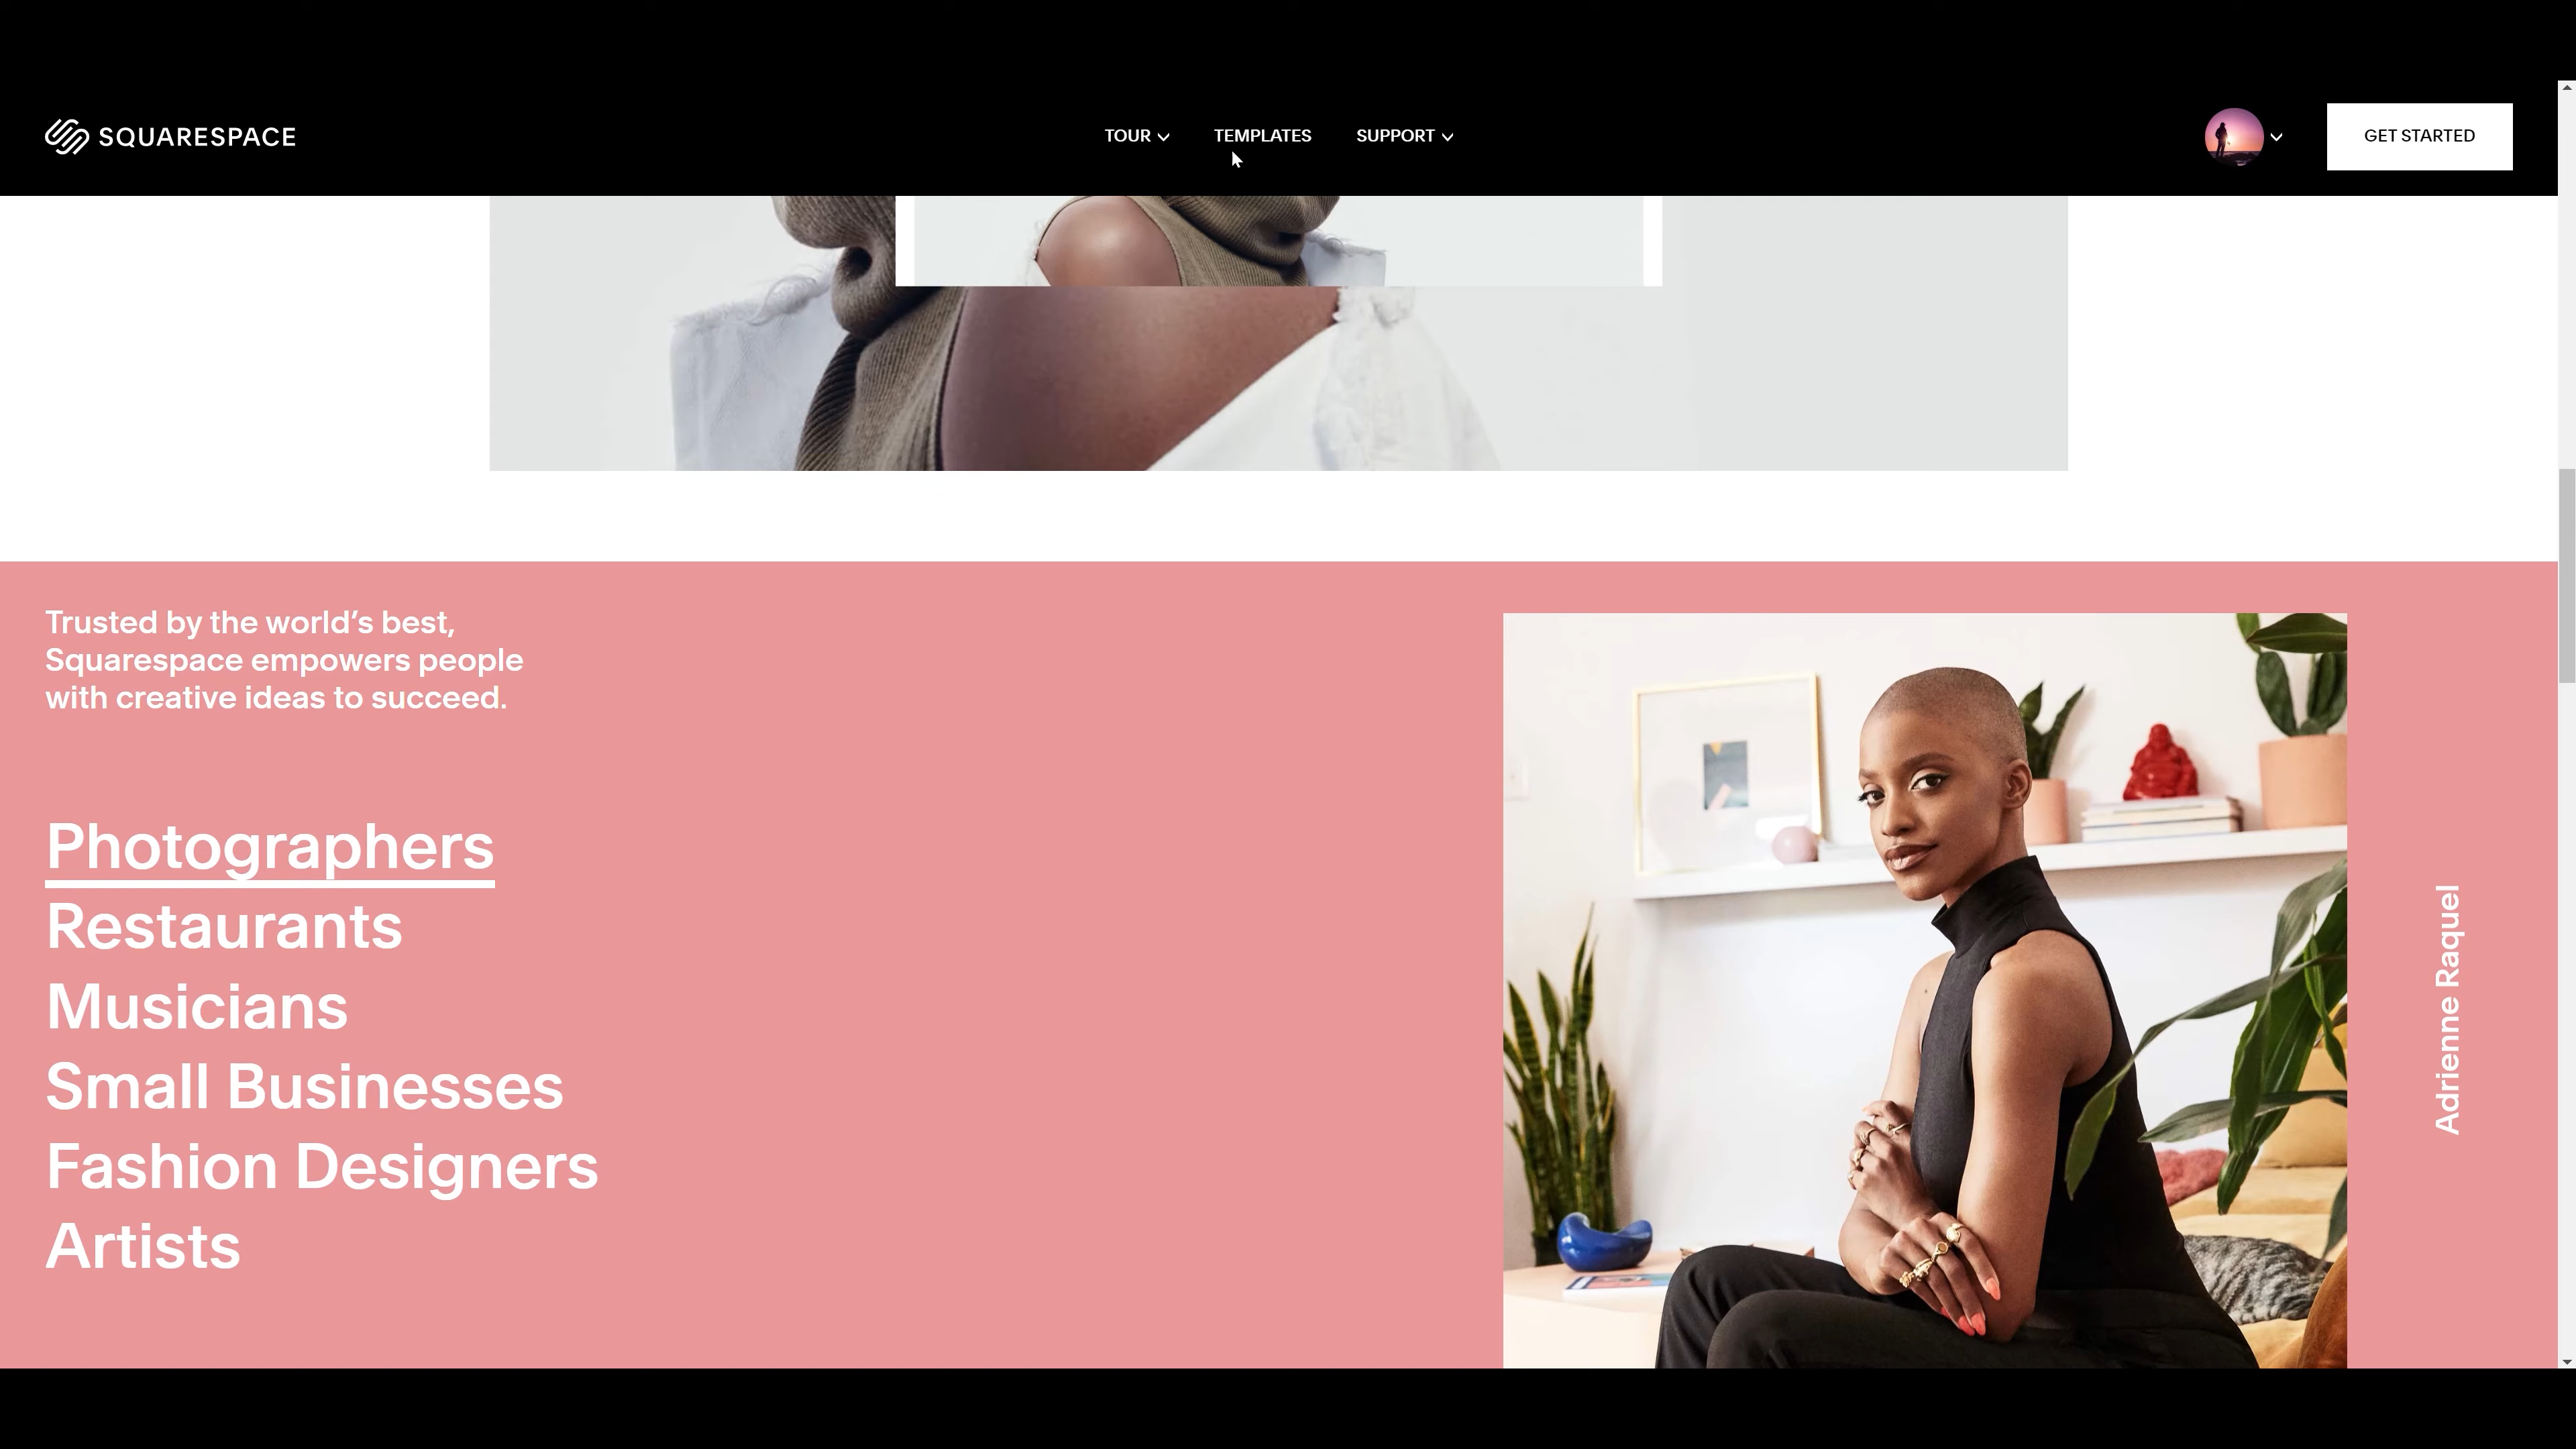 SQUARESPACE
TOUR
TEMPLATES
SUPPORT
GET STARTED
Trusted by the world’s best,
Squarespace empowers people
with creative ideas to succeed.
Photographers
Restaurants
Musicians
Small Businesses
Fashion Designers
Artists
Adrienne Raquel